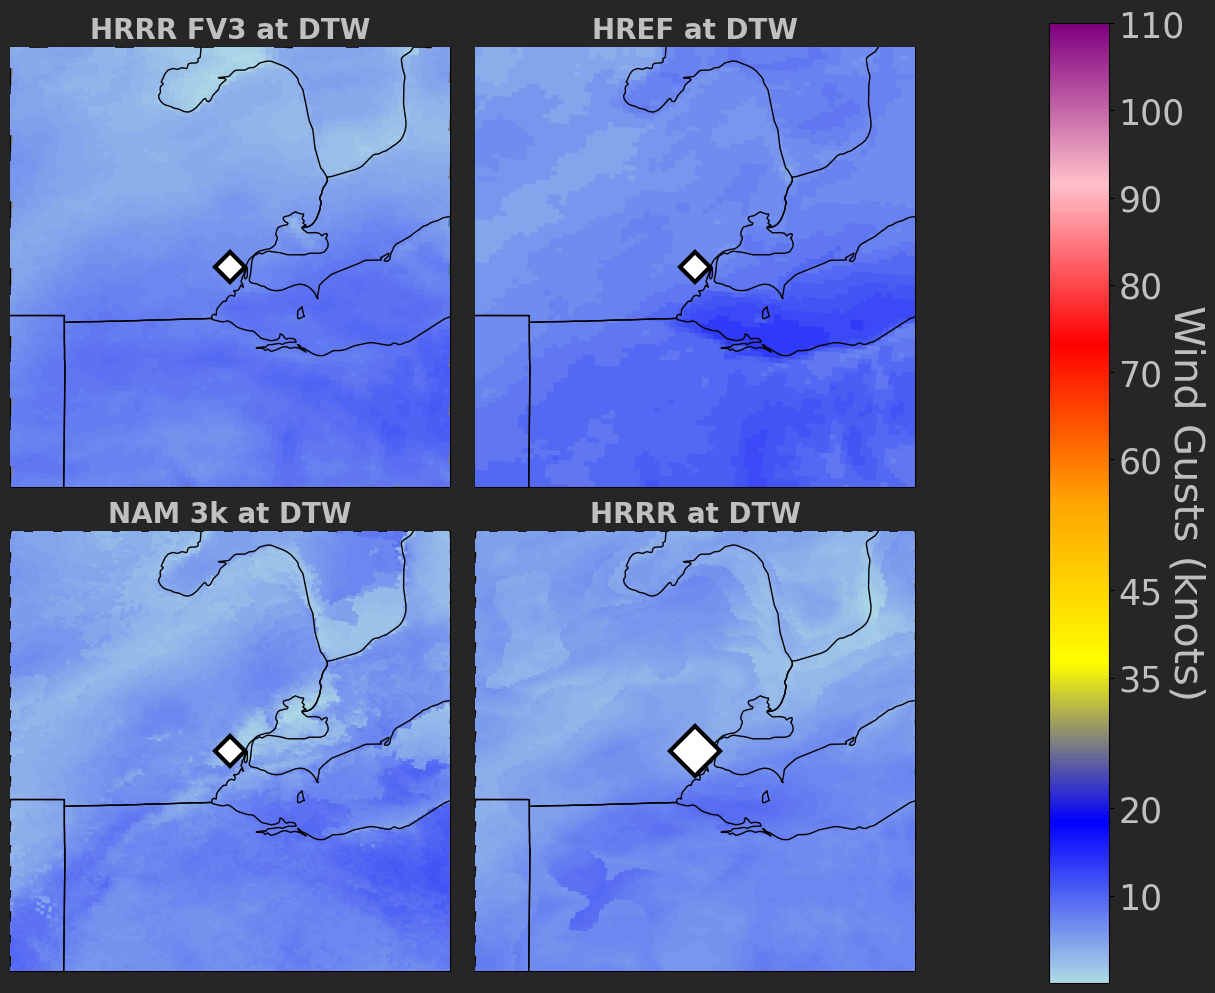 HRRR FV3 at DTW
HREF at DTW
NAM 3k at DTW
HRRR at DTW
110
100
90
80
70
60
45
35
20
10
Wind Gusts (knots)